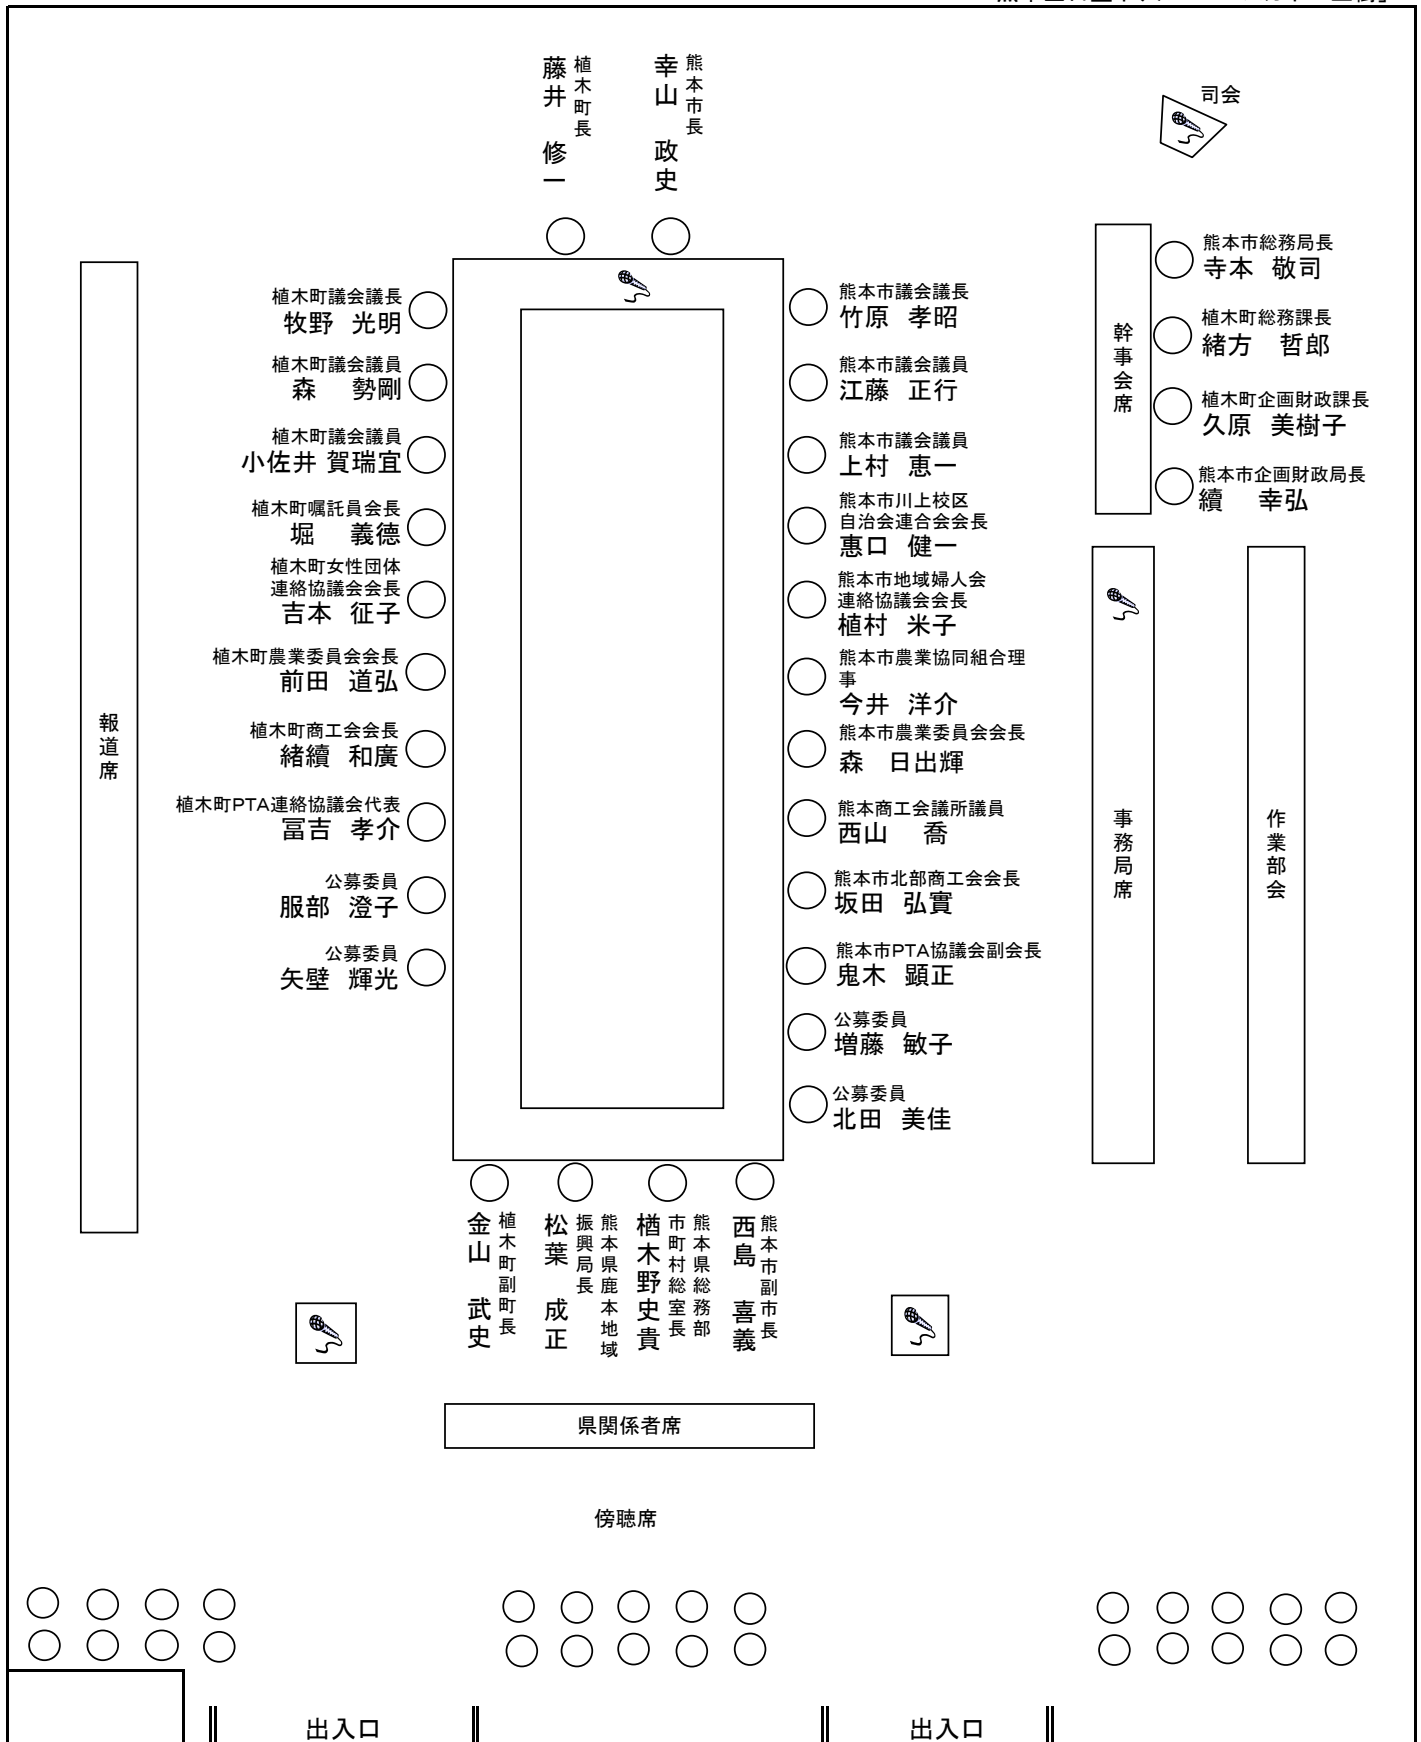 植木町長
藤井 修一
熊本市長
幸山 政史
司会
報道席
植木町議会議長
牧野 光明
植木町議会議員
森 勢剛
植木町議会議員
小佐井 賀瑞宜
植木町嘱託員会長
堀 義德
植木町女性団体
連絡協議会会長
吉本 征子
植木町農業委員会会長
前田 道弘
植木町商工会会長
緒續 和廣
植木町PTA連絡協議会代表
冨吉 孝介
公募委員
服部 澄子
公募委員
矢壁 輝光
熊本市議会議長
竹原 孝昭
熊本市議会議員
江藤 正行
熊本市議会議員
上村 恵一
熊本市川上校区
自治会連合会会長
惠口 健一
熊本市地域婦人会
連絡協議会会長
植村 米子
熊本市農業協同組合理
事
今井 洋介
熊本市農業委員会会長
森 日出輝
熊本商工会議所議員
西山 喬
熊本市北部商工会会長
坂田 弘實
熊本市PTA協議会副会長
鬼木 顕正
公募委員
増藤 敏子
公募委員
北田 美佳
幹事会席
熊本市総務局長
寺本 敬司
植木町総務課長
緒方 哲郎
植木町企画財政課長
久原 美樹子
熊本市企画財政局長
續 幸弘
事務局席
作業部会
植木町副町長
金山 武史
熊本県鹿本地域
振興局長
松葉 成正
熊本県総務部
市町村総室長
楢木野史貴
熊本市副市長
西島 喜義
県関係者席
傍聴席
出入口
出入口